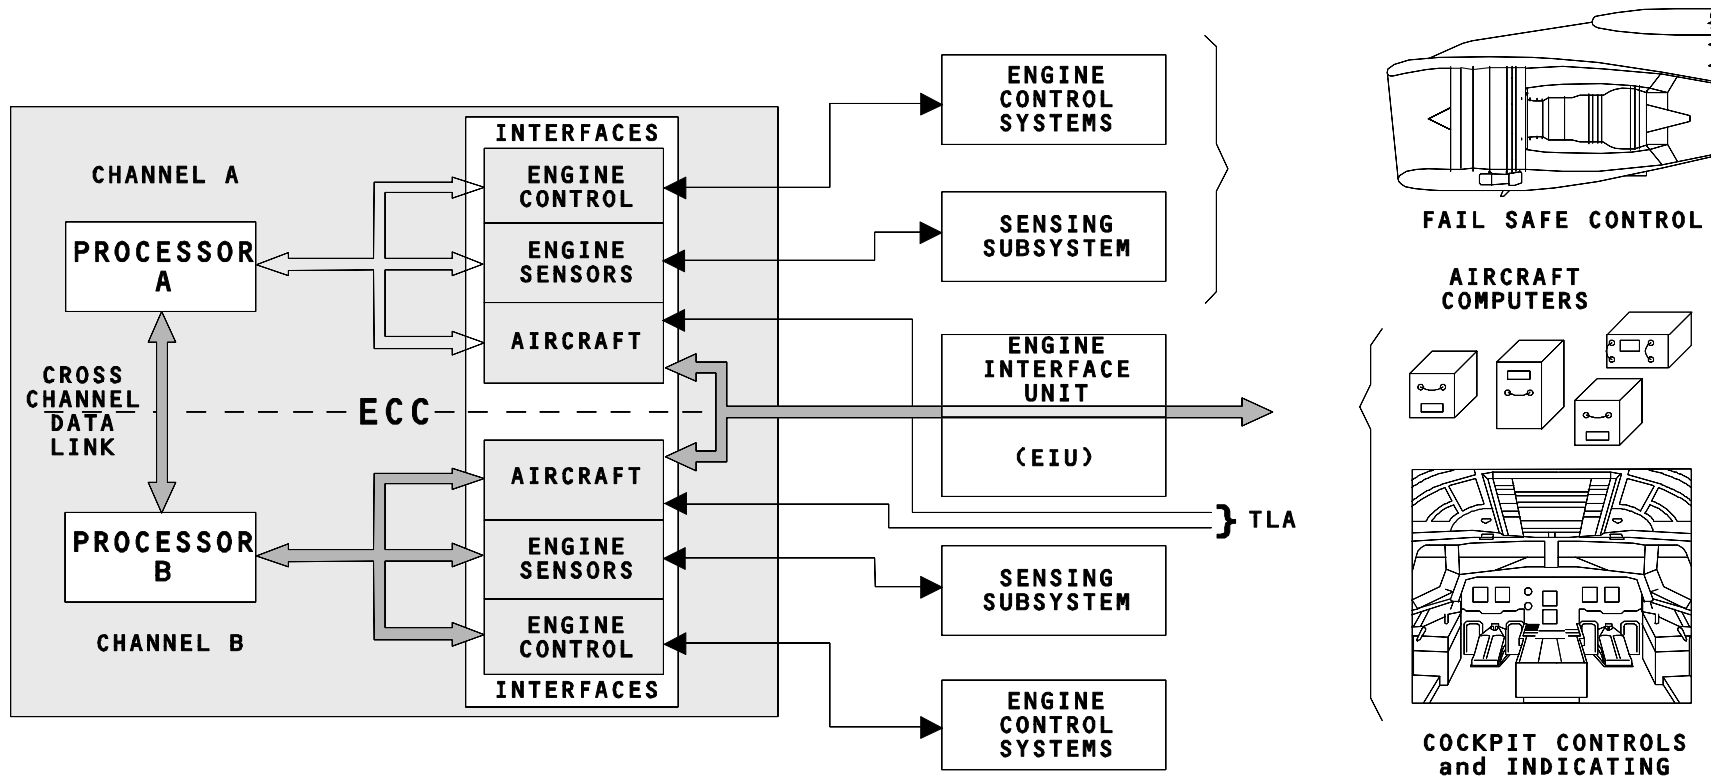 CHANNEL A
PROCESSOR
A
CROSS
CHANNEL
DATA
LINK
ECC
PROCESSOR
B
CHANNEL B
INTERFACES
ENGINE
CONTROL
ENGINE
SENSORS
AIRCRAFT
AIRCRAFT
ENGINE
SENSORS
ENGINE
CONTROL
INTERFACES
ENGINE
CONTROL
SYSTEMS
SENSING
SUBSYSTEM
ENGINE
INTERFACE
UNIT
(EIU)
} TLA
SENSING
SUBSYSTEM
ENGINE
CONTROL
SYSTEMS
FAIL SAFE CONTROL
AIRCRAFT
COMPUTERS
COCKPIT CONTROLS
and INDICATING